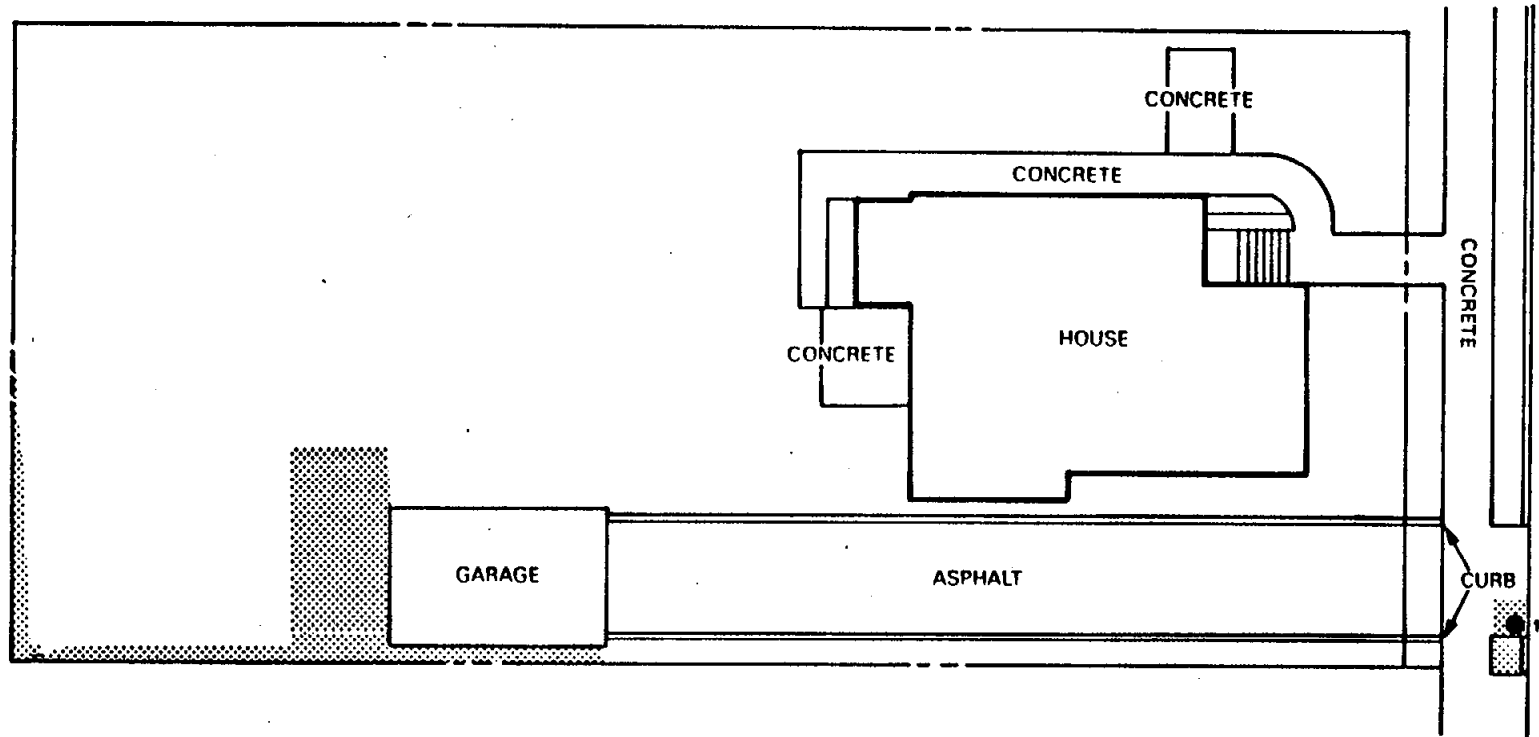 CONCRETE
CONCRETE
CONCRETE
HOUSE
CONCRETE
GARAGE
ASPHALT
CURB